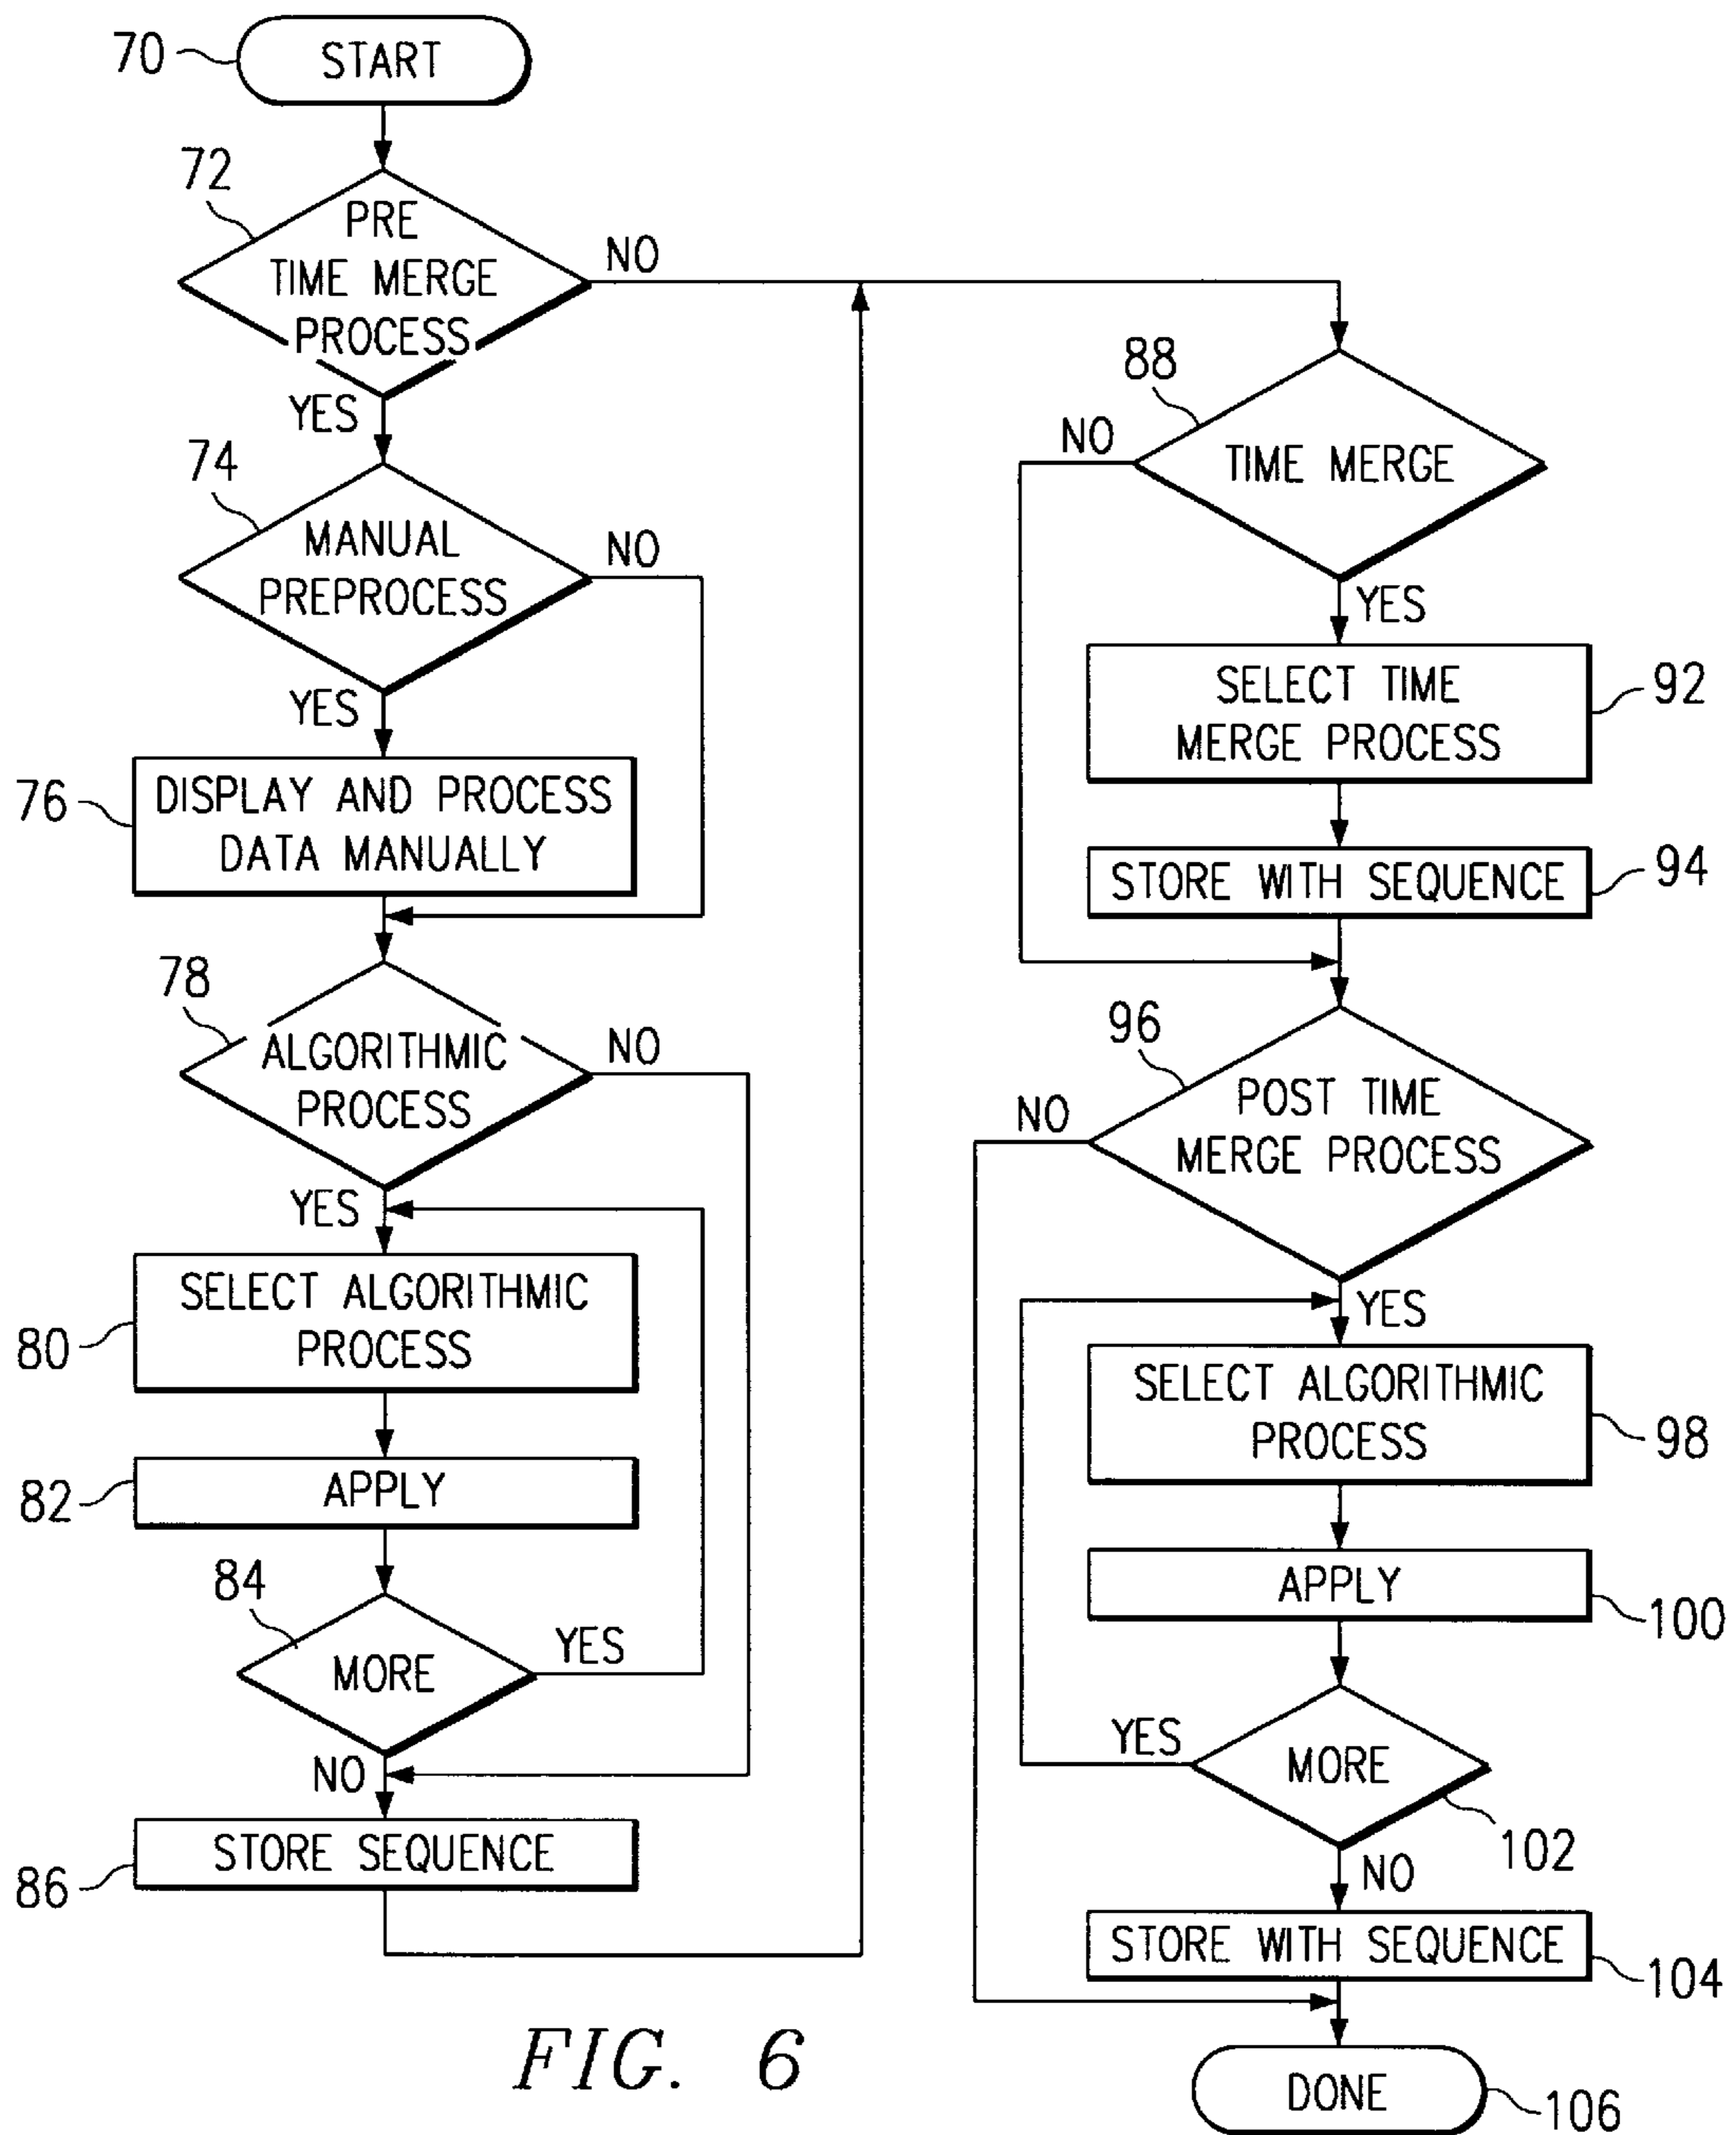 70
START
72
PRE
TIME MERGE
PROCESS
NO
YES
74
MANUAL
PREPROCESS
NO
YES
76
DISPLAY AND PROCESS
DATA MANUALLY
78
ALGORITHMIC
PROCESS
NO
YES
80
SELECT ALGORITHMIC
PROCESS
82
APPLY
84
MORE
YES
NO
86
STORE SEQUENCE
88
TIME MERGE
NO
YES
SELECT TIME
MERGE PROCESS
92
STORE WITH SEQUENCE
94
96
POST TIME
MERGE PROCESS
NO
YES
SELECT ALGORITHMIC
PROCESS
98
APPLY
100
YES
MORE
102
NO
STORE WITH SEQUENCE
104
DONE
106
FIG. 6